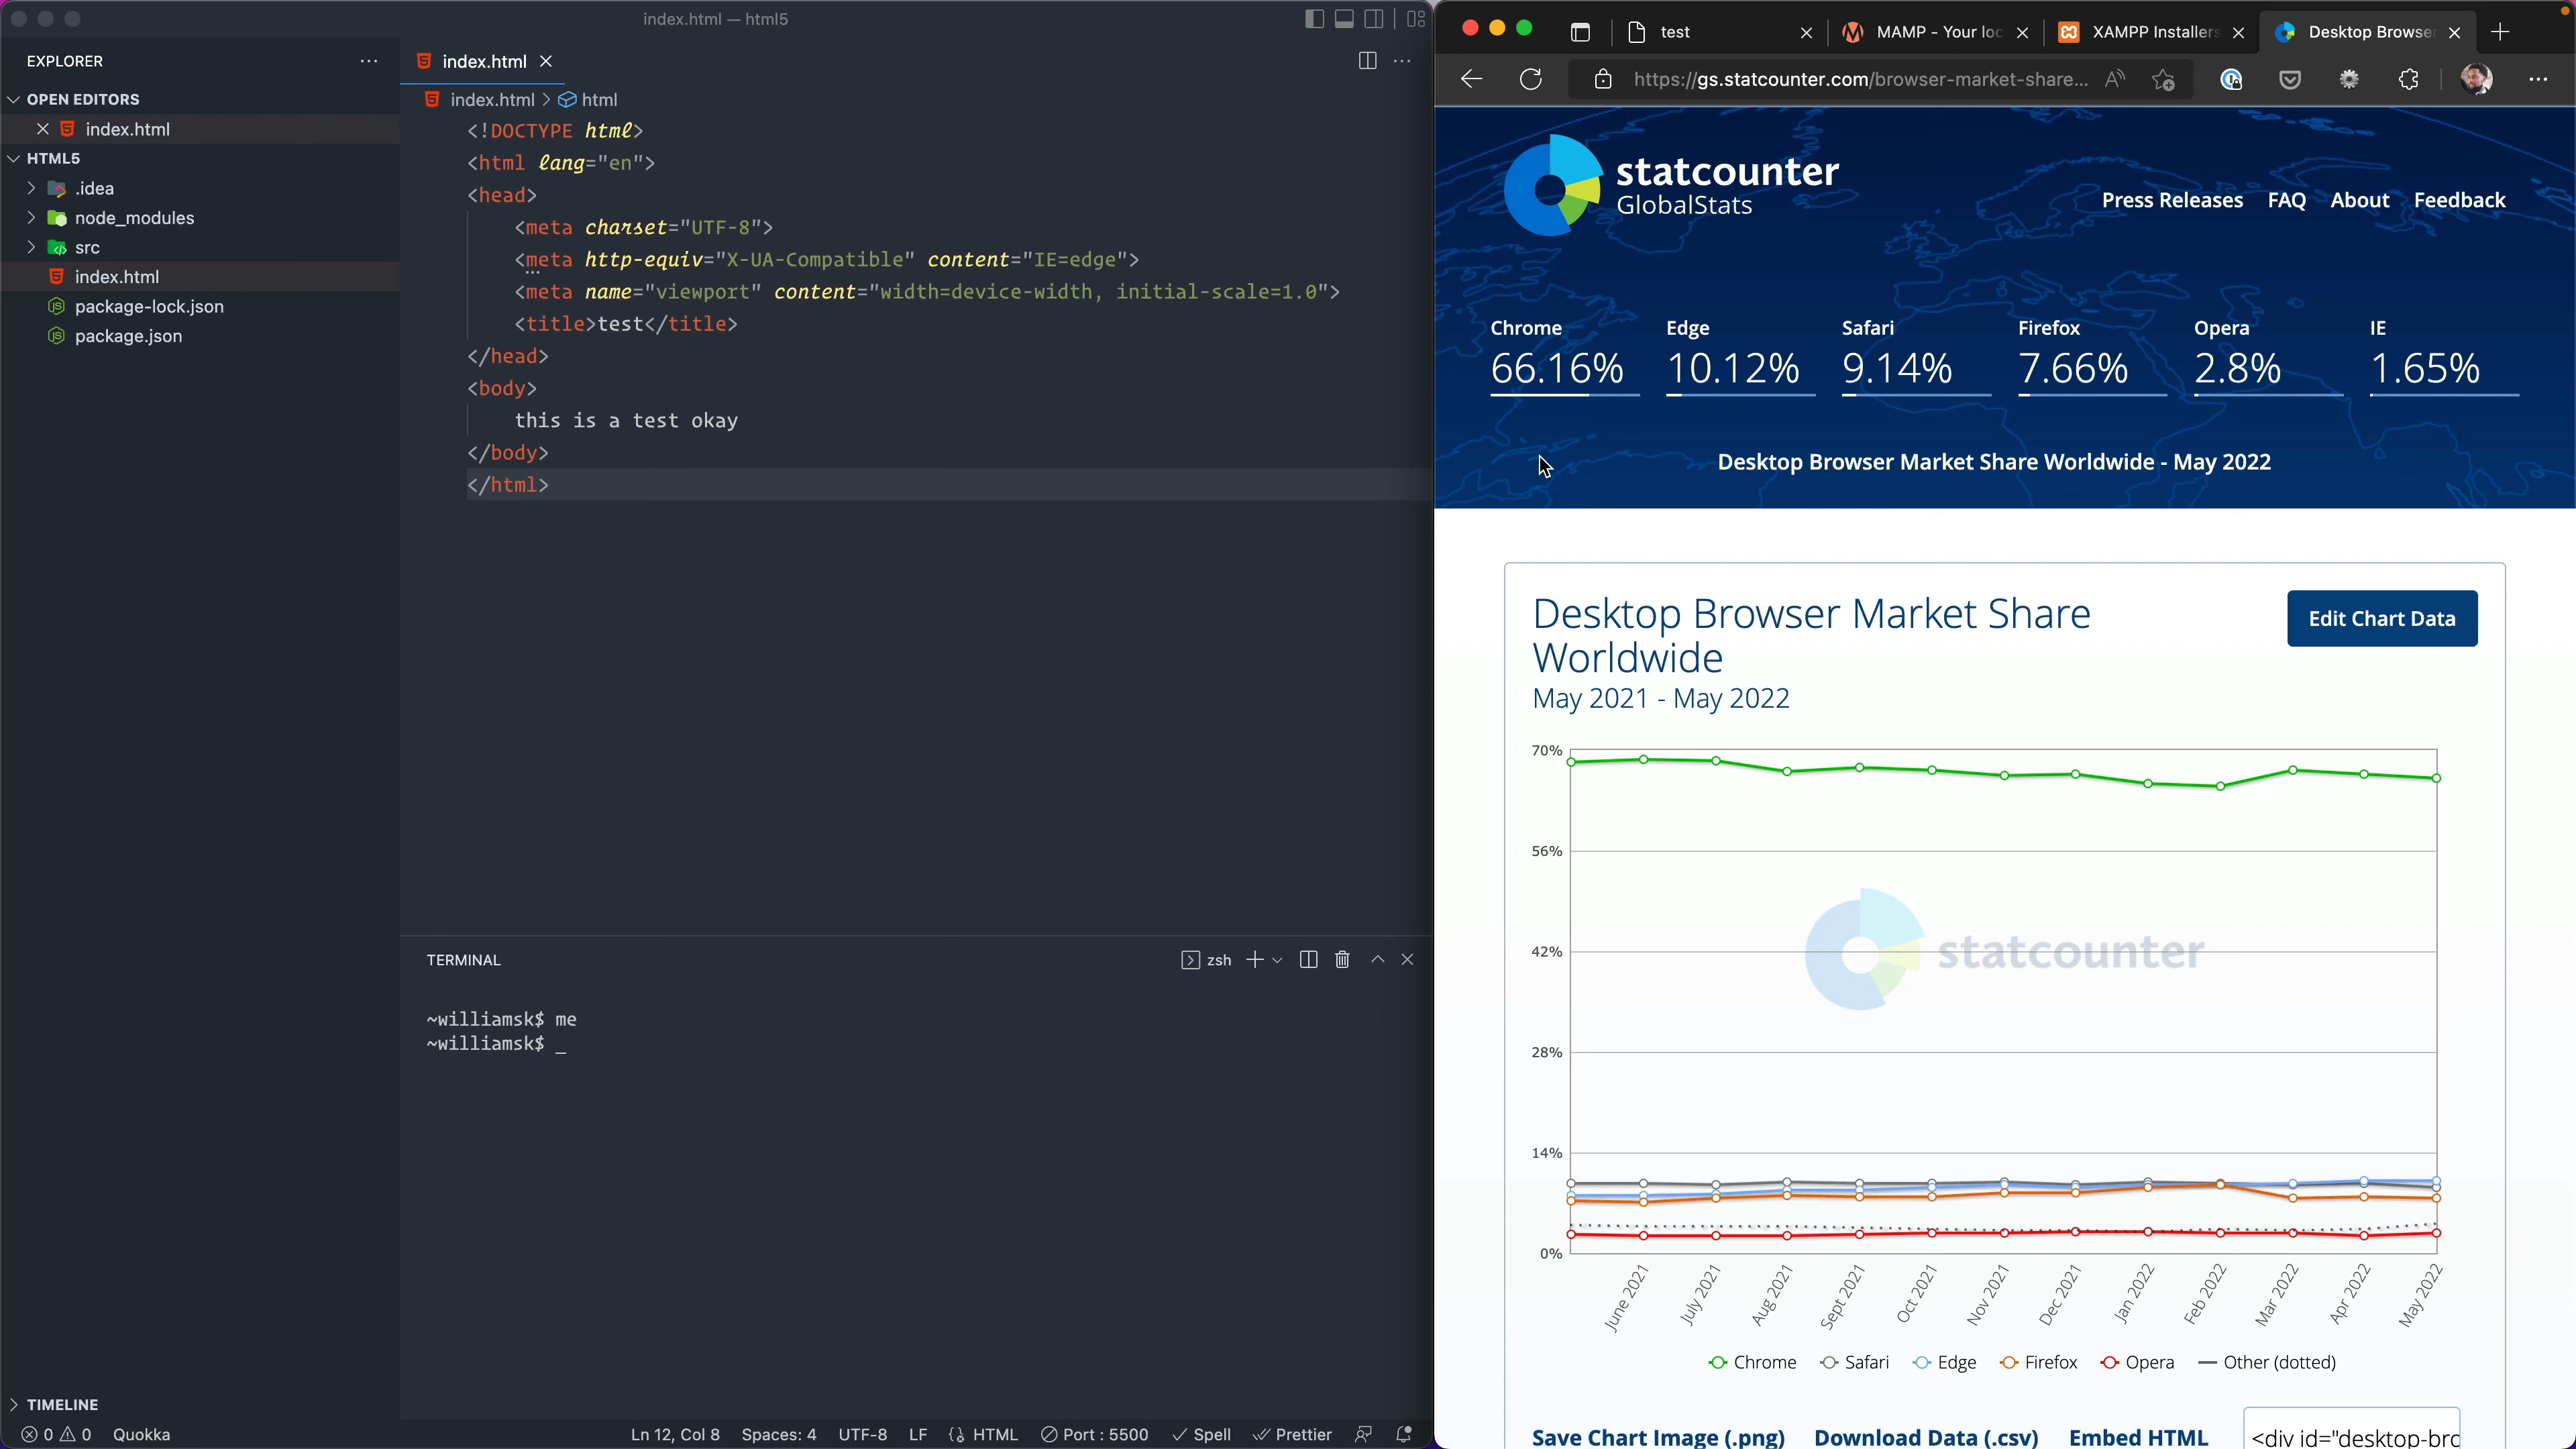 index.html — html5
EXPLORER
OPEN EDITORS
index.html
HTML5
.idea
node_modules
src
index.html
package-lock.json
package.json
TIMELINE
index.html
index.html > html
<!DOCTYPE html>
<html lang="en">
<head>
<meta charset="UTF-8">
<meta http-equiv="X-UA-Compatible" content="IE=edge">
<meta name="viewport" content="width=device-width, initial-scale=1.0">
<title>test</title>
</head>
<body>
this is a test okay
</body>
</html>
TERMINAL
zsh
~williamsk$ me
~williamsk$ _
0 0 Quokka
Ln 12, Col 8 Spaces: 4 UTF-8 LF HTML Port : 5500 Spell Prettier
test MAMP - Your loc XAMPP Installers Desktop Browse
https://gs.statcounter.com/browser-market-share...
statcounter
GlobalStats
Press Releases FAQ About Feedback
Chrome Edge Safari Firefox Opera IE
66.16% 10.12% 9.14% 7.66% 2.8% 1.65%
Desktop Browser Market Share Worldwide - May 2022
Desktop Browser Market Share
Worldwide
May 2021 - May 2022
Edit Chart Data
70%
56%
42%
28%
14%
0%
statcounter
June 2021 July 2021 Aug 2021 Sept 2021 Oct 2021 Nov 2021 Dec 2021 Jan 2022 Feb 2022 Mar 2022 Apr 2022 May 2022
Chrome Safari Edge Firefox Opera Other (dotted)
Save Chart Image (.png) Download Data (.csv) Embed HTML <div id="desktop-brc